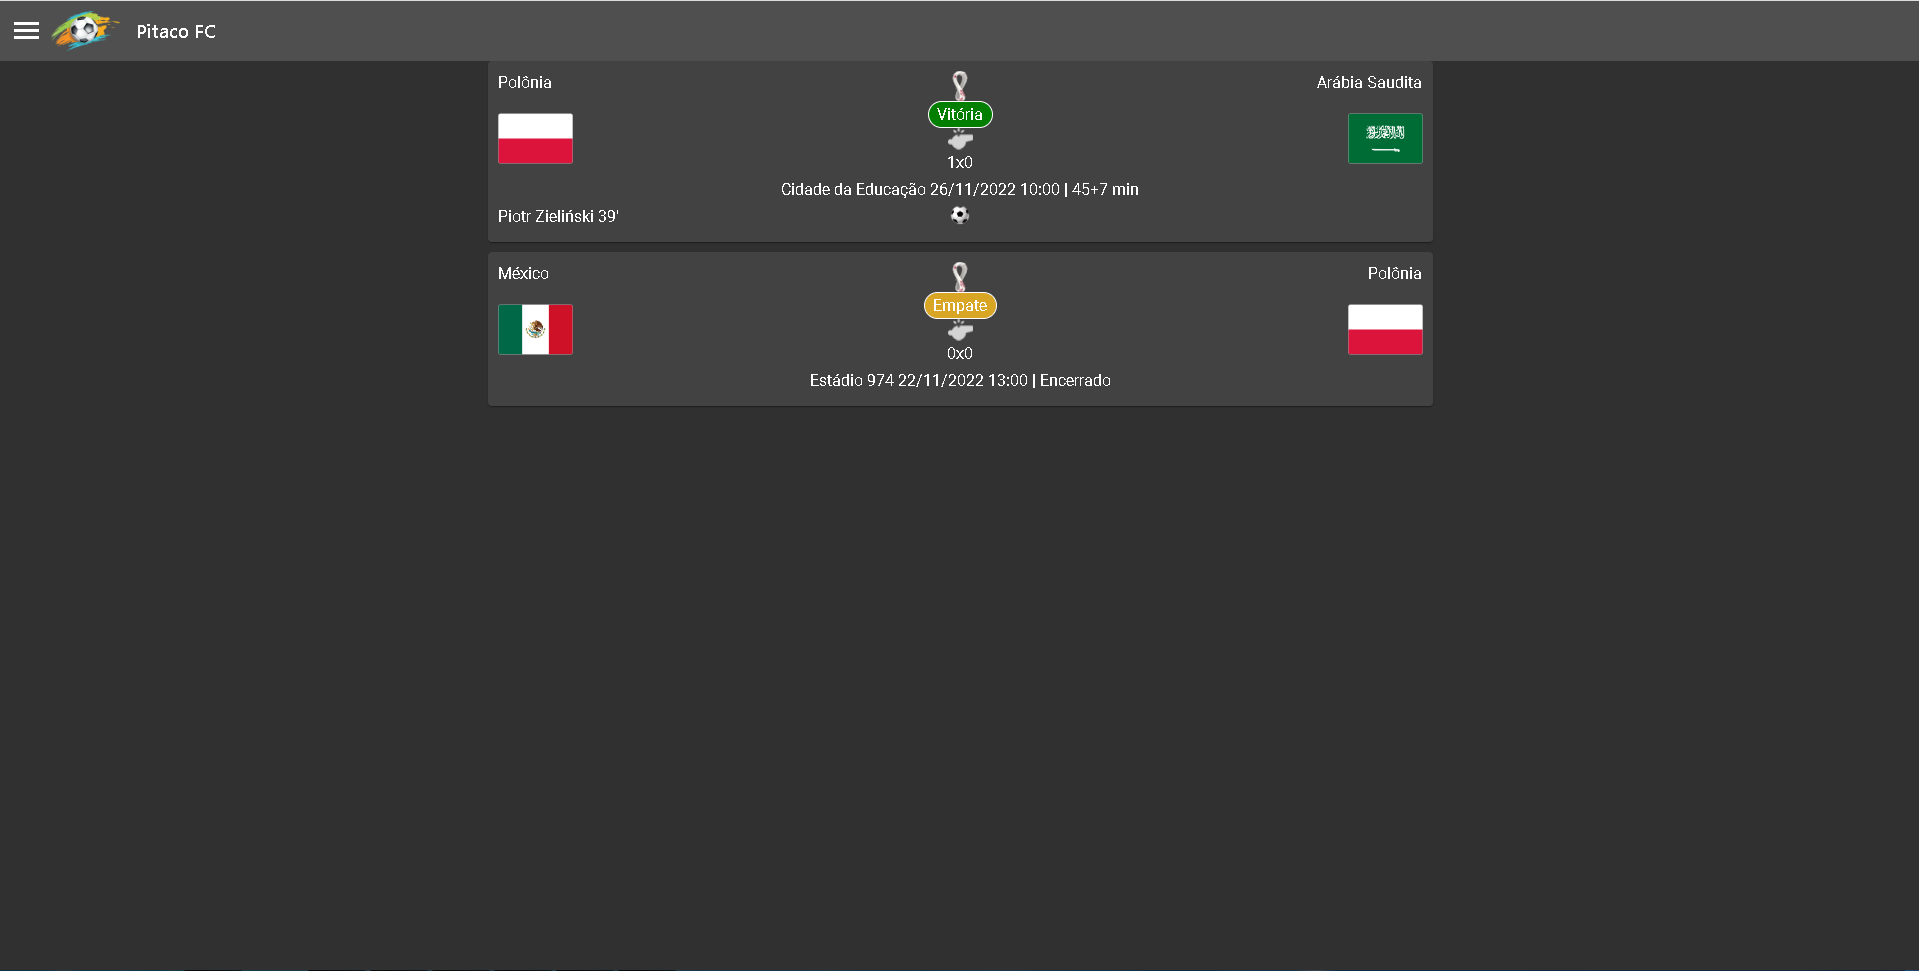 Pitaco FC
Polônia
Arábia Saudita
Vitória
1x0
Cidade da Educação 26/11/2022 10:00 | 45+7 min
Piotr Zieliński 39'
México
Polônia
Empate
0x0
Estádio 974 22/11/2022 13:00 | Encerrado